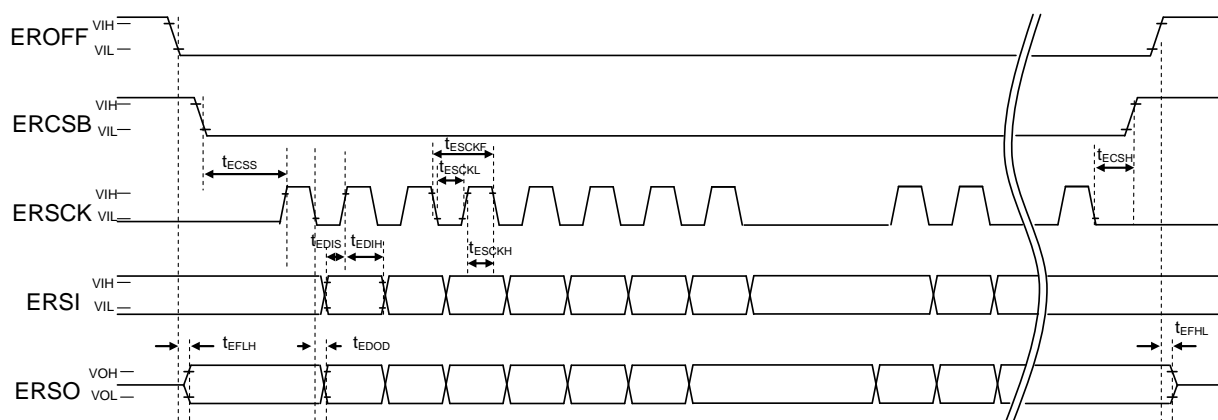 EROFF VIH VIL
ERCSB VIH VIL
tESCKF
tECSS tESCKL tECSH
ERSCK VIH VIL
tEDIS tEDIH tESCKH
ERSI VIH VIL
tEFLH tEDOD tEFHL
ERSO VOH VOL